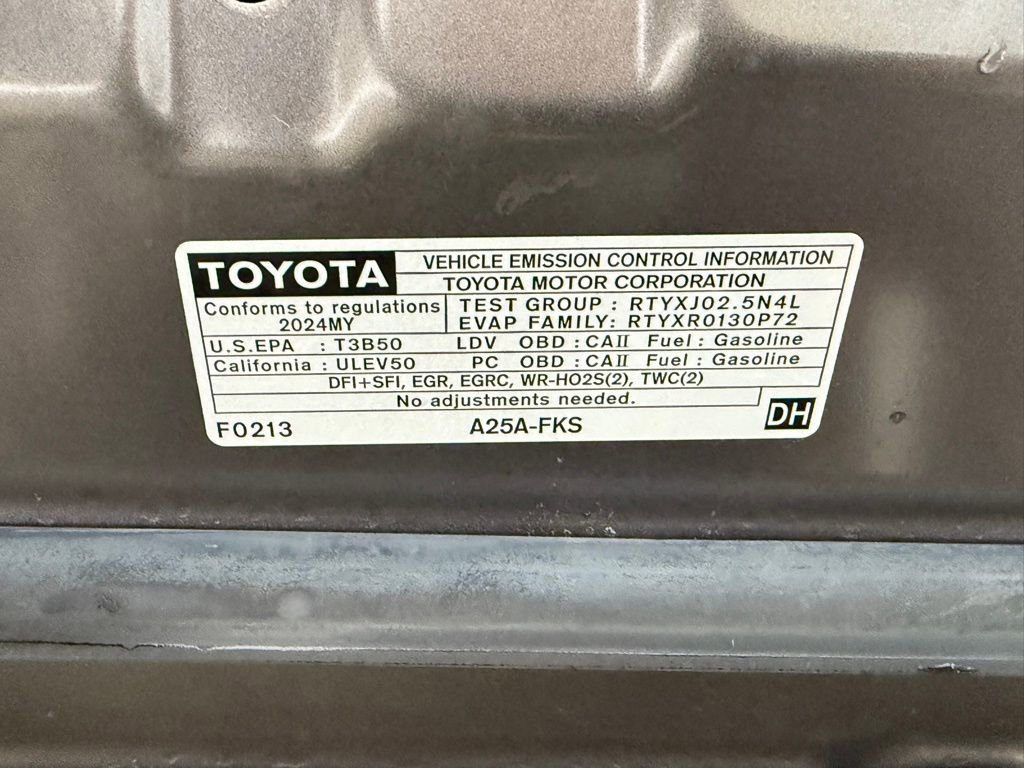 TOYOTA
VEHICLE EMISSION CONTROL INFORMATION
TOYOTA MOTOR CORPORATION
Conforms to regulations
2024MY
TEST GROUP : RTYXJ02.5N4L
EVAP FAMILY: RTYXR0130P72
U.S.EPA : T3B50 LDV OBD : CAII Fuel : Gasoline
California : ULEV50 PC OBD : CAII Fuel : Gasoline
DFI+SFI, EGR, EGRC, WR-HO2S(2), TWC(2)
No adjustments needed.
F0213 A25A-FKS DH